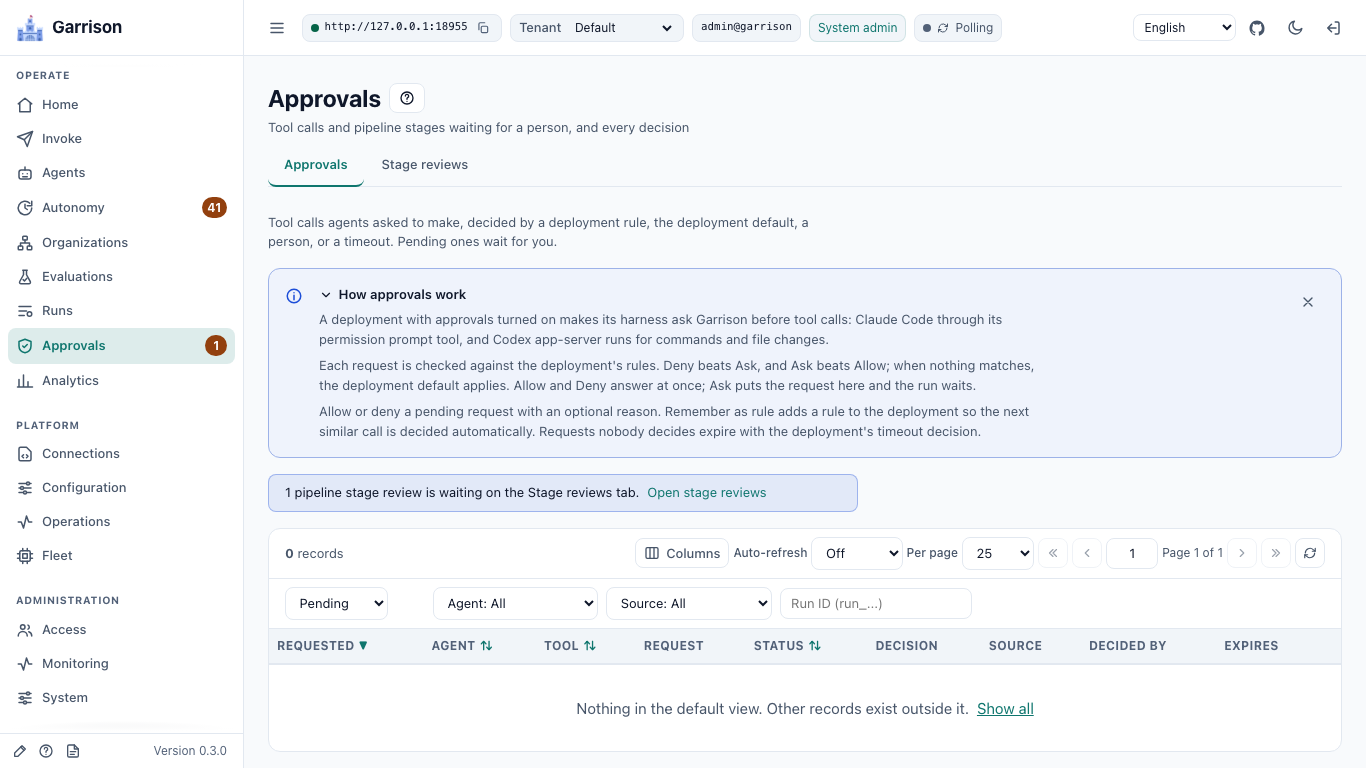 Garrison
http://127.0.0.1:18955
Tenant Default
admin@garrison
System admin
Polling
English
OPERATE
Home
Invoke
Agents
Autonomy 41
Organizations
Evaluations
Runs
Approvals 1
Analytics
PLATFORM
Connections
Configuration
Operations
Fleet
ADMINISTRATION
Access
Monitoring
System
Version 0.3.0
Approvals
Tool calls and pipeline stages waiting for a person, and every decision
Approvals Stage reviews
Tool calls agents asked to make, decided by a deployment rule, the deployment default, a
person, or a timeout. Pending ones wait for you.
How approvals work
A deployment with approvals turned on makes its harness ask Garrison before tool calls: Claude Code through its
permission prompt tool, and Codex app-server runs for commands and file changes.
Each request is checked against the deployment's rules. Deny beats Ask, and Ask beats Allow; when nothing matches,
the deployment default applies. Allow and Deny answer at once; Ask puts the request here and the run waits.
Allow or deny a pending request with an optional reason. Remember as rule adds a rule to the deployment so the next
similar call is decided automatically. Requests nobody decides expire with the deployment's timeout decision.
1 pipeline stage review is waiting on the Stage reviews tab. Open stage reviews
0 records Columns Auto-refresh Off Per page 25 1 Page 1 of 1
Pending Agent: All Source: All Run ID (run_...)
REQUESTED AGENT TOOL REQUEST STATUS DECISION SOURCE DECIDED BY EXPIRES
Nothing in the default view. Other records exist outside it. Show all